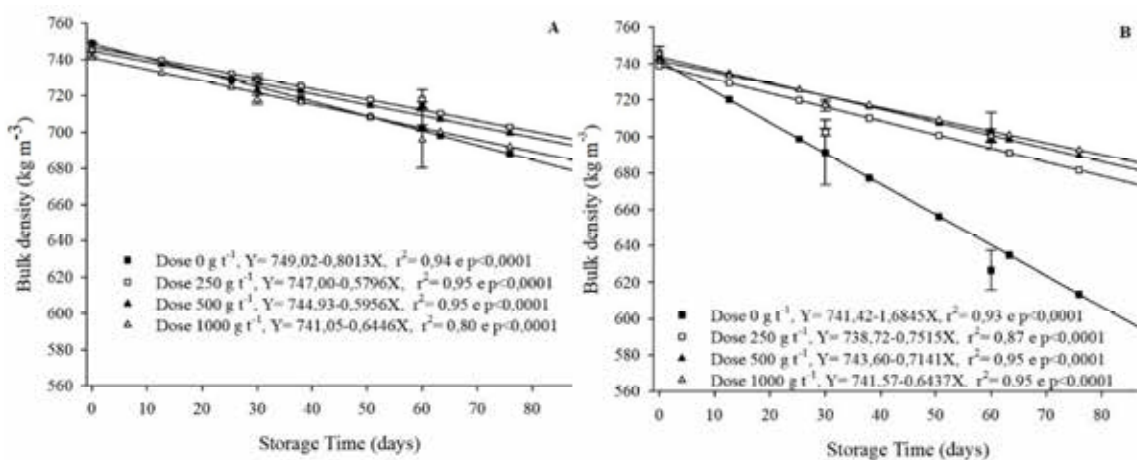 A
Bulk density (kg m⁻³)
760
740
720
700
680
660
640
620
600
580
560
Dose 0 g t⁻¹, Y= 749,02-0,8013X, r²= 0,94 e p<0,0001
Dose 250 g t⁻¹, Y= 747,00-0,5796X, r²= 0,95 e p<0,0001
Dose 500 g t⁻¹, Y= 744,93-0,5956X, r²= 0,95 e p<0,0001
Dose 1000 g t⁻¹, Y= 741,05-0,6446X, r²= 0,80 e p<0,0001
0 10 20 30 40 50 60 70 80
Storage Time (days)
B
Bulk density (kg m⁻³)
760
740
720
700
680
660
640
620
600
580
560
Dose 0 g t⁻¹, Y= 741,42-1,6845X, r²= 0,93 e p<0,0001
Dose 250 g t⁻¹, Y= 738,72-0,7515X, r²= 0,87 e p<0,0001
Dose 500 g t⁻¹, Y= 743,60-0,7141X, r²= 0,95 e p<0,0001
Dose 1000 g t⁻¹, Y= 741,57-0,6437X, r²= 0,95 e p<0,0001
0 10 20 30 40 50 60 70 80
Storage Time (days)